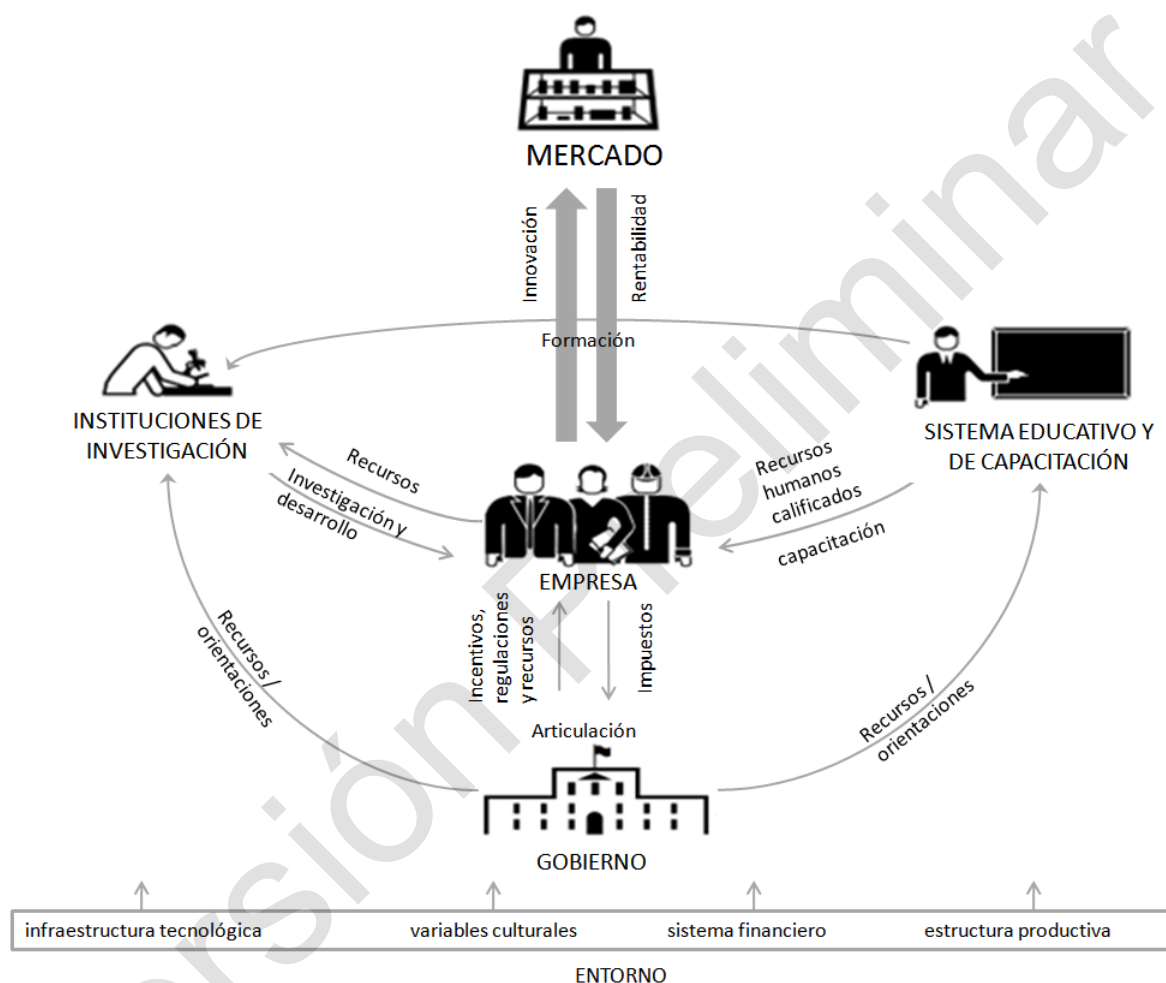 MERCADO
Innovación
Rentabilidad
Formación
INSTITUCIONES DE
INVESTIGACIÓN
SISTEMA EDUCATIVO Y
DE CAPACITACIÓN
Recursos
Investigación y
desarrollo
Recursos
humanos
calificados
capacitación
EMPRESA
Incentivos,
regulaciones
y recursos
Impuestos
Recursos /
orientaciones
Recursos /
orientaciones
Articulación
GOBIERNO
infraestructura tecnológica
variables culturales
sistema financiero
estructura productiva
ENTORNO
ersión Preliminar